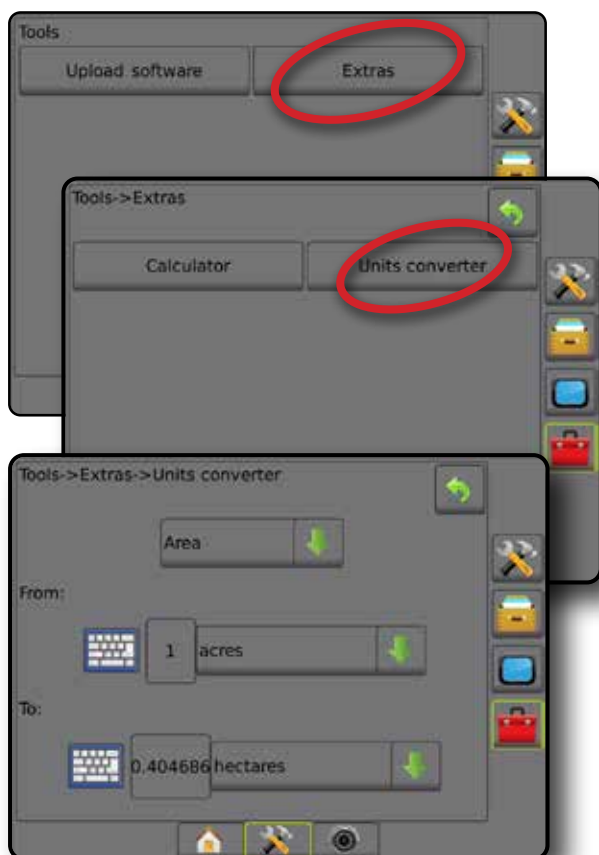 Tools
Upload software Extras
Tools->Extras
Calculator Units converter
Tools->Extras->Units converter
Area
From:
1 acres
To:
0.404686 hectares